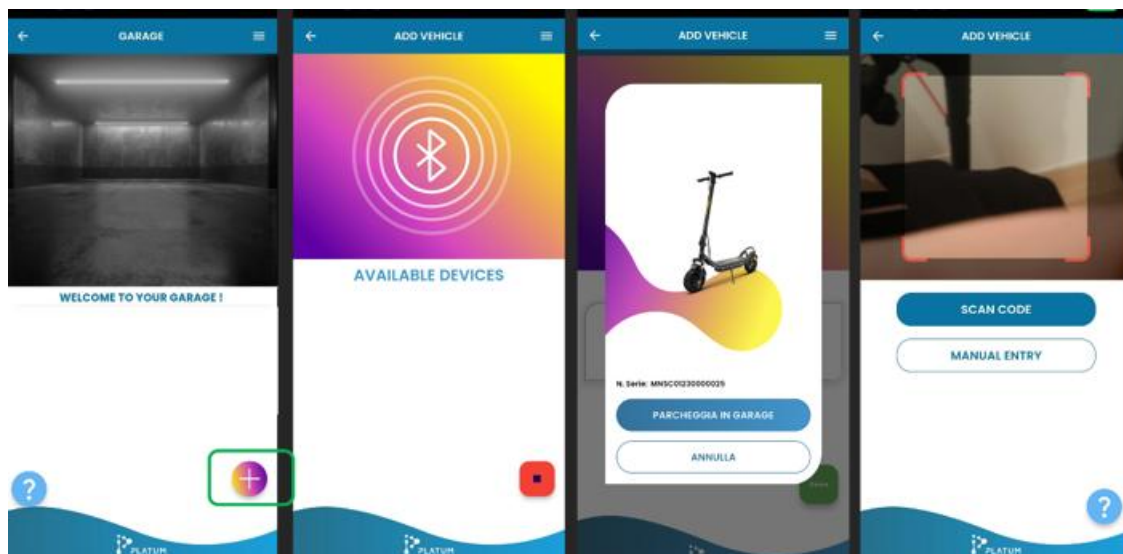 GARAGE
WELCOME TO YOUR GARAGE !
?
PLATUM
ADD VEHICLE
AVAILABLE DEVICES
PLATUM
ADD VEHICLE
N. Serie: MNSC01230000025
PARCHEGGIA IN GARAGE
ANNULLA
ADD VEHICLE
SCAN CODE
MANUAL ENTRY
?
PLATUM